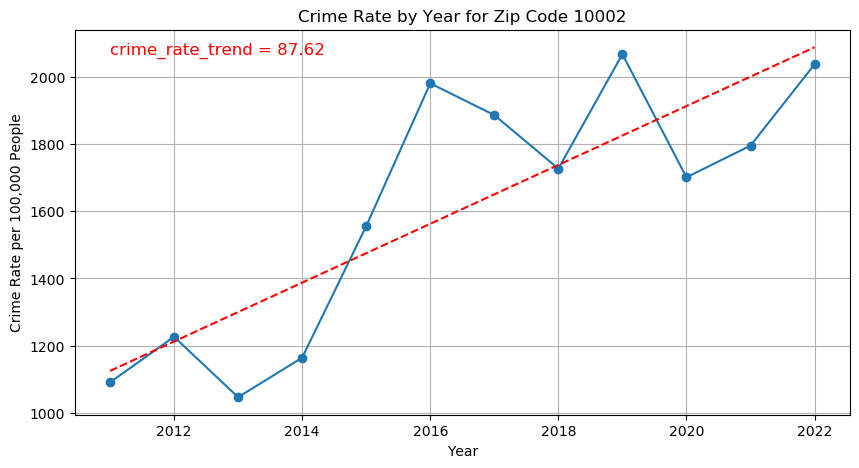 Crime Rate by Year for Zip Code 10002
crime_rate_trend = 87.62
Crime Rate per 100,000 People
2000
1800
1600
1400
1200
1000
2012 2014 2016 2018 2020 2022
Year